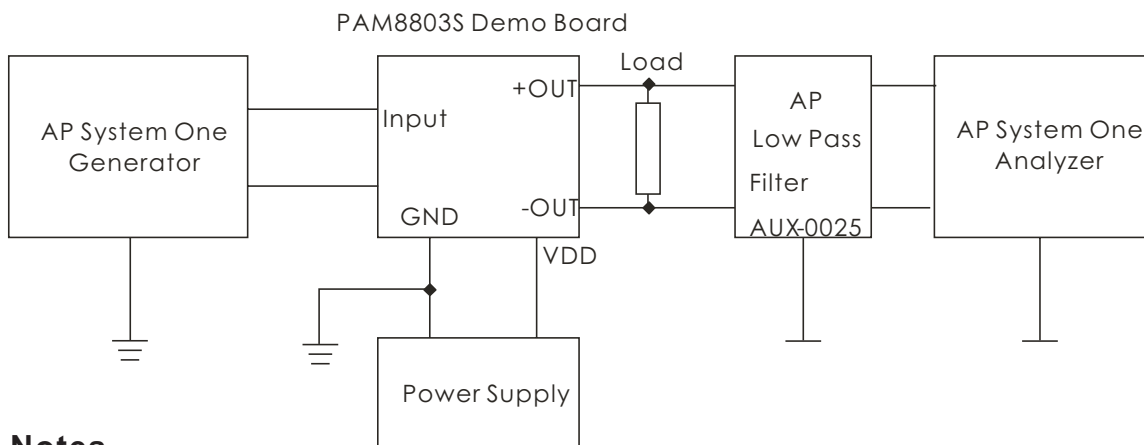 PAM8803S Demo Board
AP System One
Generator
Input
GND
+OUT
-OUT
VDD
Load
AP
Low Pass
Filter
AUX-0025
AP System One
Analyzer
Power Supply
Notes